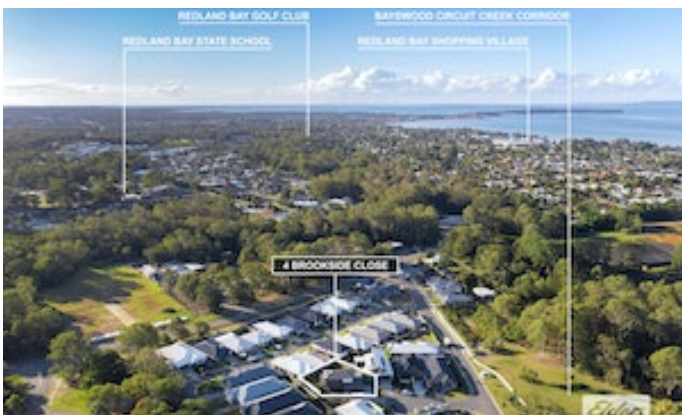 REDLAND BAY GOLF CLUB
BAYSWOOD CIRCUIT CREEK CORRIDOR
REDLAND BAY STATE SCHOOL
REDLAND BAY SHOPPING VILLAGE
4 BROOKSIDE CLOSE